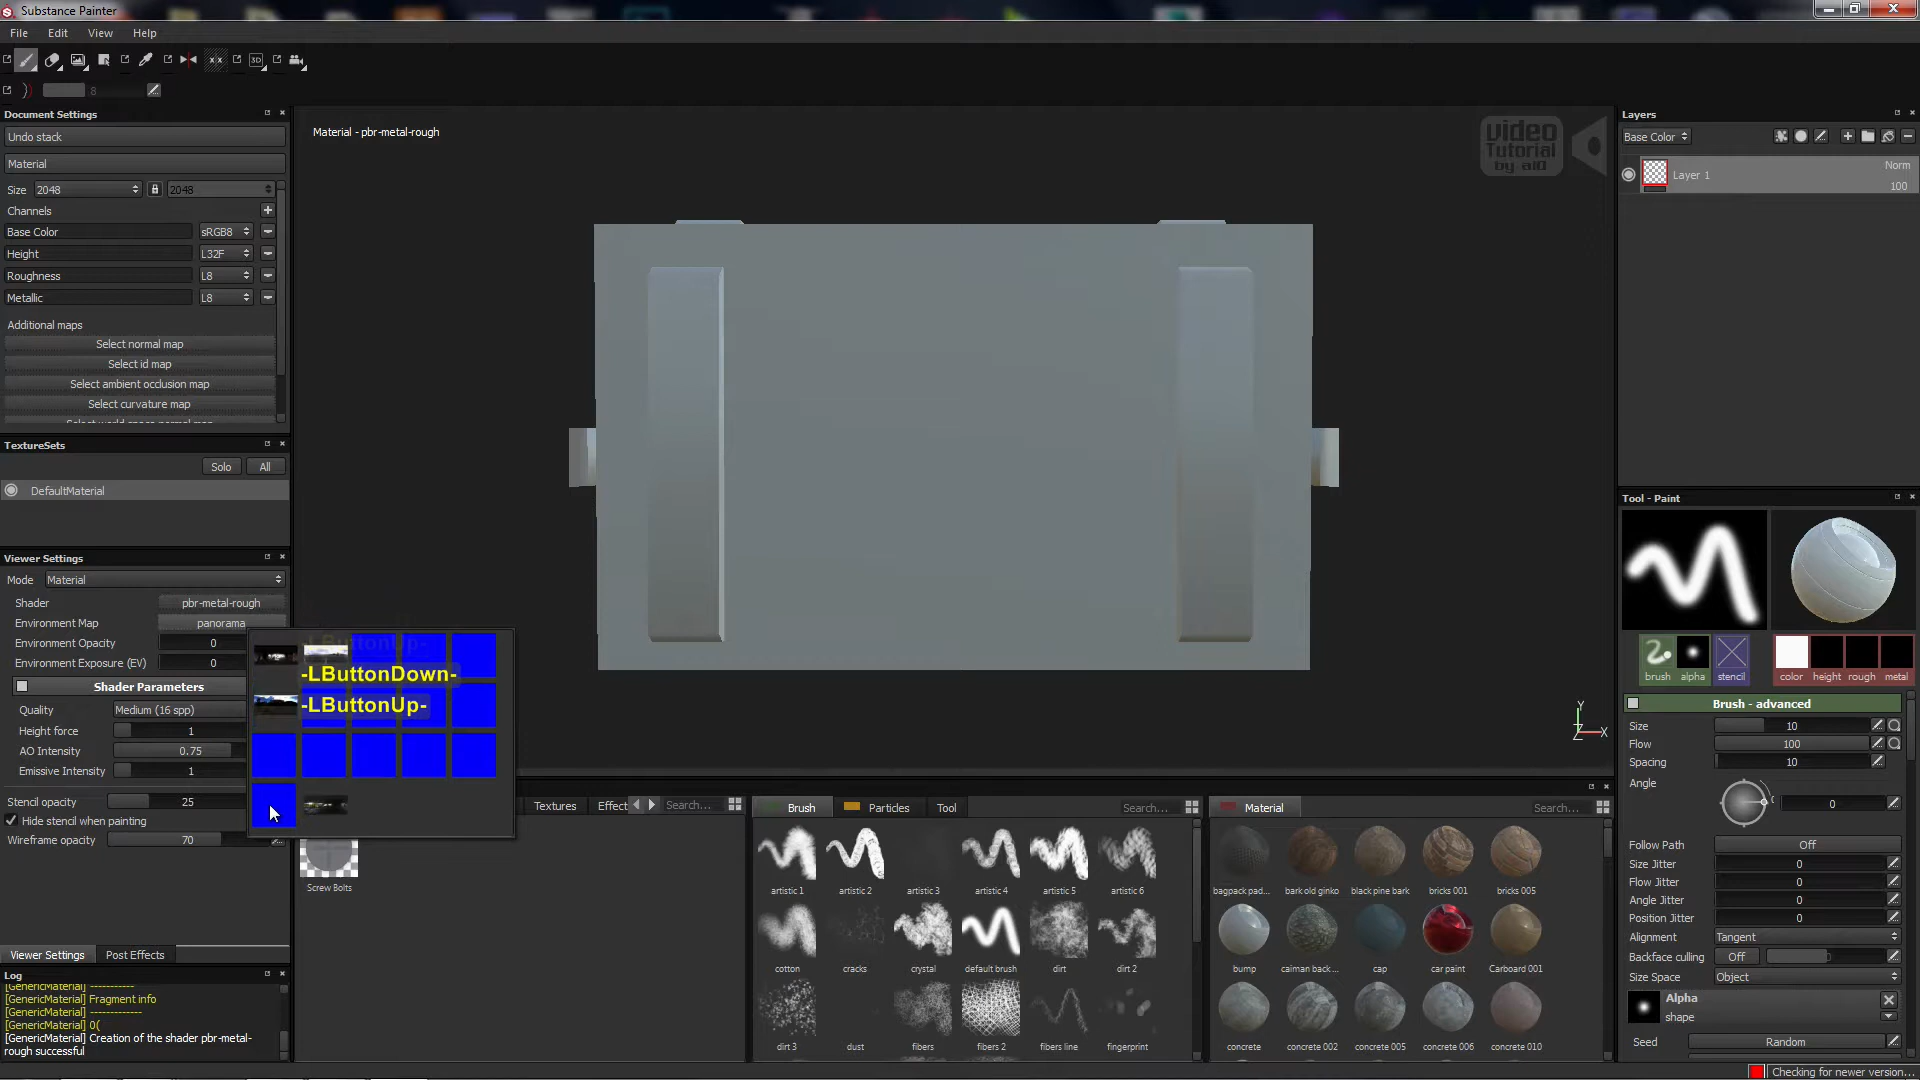 Substance Painter
File Edit View Help
8
Document Settings
Undo stack
Material
Size 2048 2048
Channels
Base Color sRGB8
Height L32F
Roughness L8
Metallic L8
Additional maps
Select normal map
Select id map
Select ambient occlusion map
Select curvature map
Select world space normal map
TextureSets
Solo All
DefaultMaterial
Viewer Settings
Mode Material
Shader pbr-metal-rough
Environment Map panorama
Environment Opacity 0
Environment Exposure (EV) 0
Shader Parameters
Quality Medium (16 spp)
Height force 1
AO Intensity 0.75
Emissive Intensity 1
Stencil opacity 25
Hide stencil when painting
Wireframe opacity 70
Viewer Settings Post Effects
Log
[GenericMaterial] -----------
[GenericMaterial] Fragment info
[GenericMaterial] -------------
[GenericMaterial] 0(
[GenericMaterial] Creation of the shader pbr-metal-
rough successful
Material - pbr-metal-rough
video
Tutorial
-LButtonUp-
-LButtonDown-
-LButtonUp-
Textures Effect Search...
Screw Bolts
Brush Particles Tool Search...
artistic 1 artistic 2 artistic 3 artistic 4 artistic 5 artistic 6
cotton cracks crystal default brush dirt dirt 2
dirt 3 dust fibers fibers 2 fibers line fingerprint
Material Search...
bagpack pad... bark old ginko black pine bark bricks 001 bricks 005
bump caiman back ... cap car paint Carboard 001
concrete concrete 002 concrete 005 concrete 006 concrete 010
Y
X
Z
Layers
Base Color
Layer 1 Norm
100
Tool - Paint
brush alpha stencil color height rough metal
Brush - advanced
Size 10
Flow 100
Spacing 10
Angle 0
Follow Path Off
Size Jitter 0
Flow Jitter 0
Angle Jitter 0
Position Jitter 0
Alignment Tangent
Backface culling Off
Size Space Object
Alpha
shape
Seed Random
Checking for newer version...